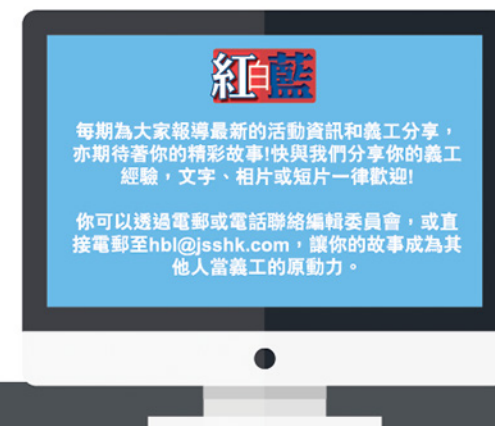 紅白藍
每期為大家報導最新的活動資訊和義工分享，
亦期待著你的精彩故事!快與我們分享你的義工
經驗，文字、相片或短片一律歡迎!
你可以透過電郵或電話聯絡編輯委員會，或直
接電郵至hbl@jsshk.com，讓你的故事成為其
他人當義工的原動力。